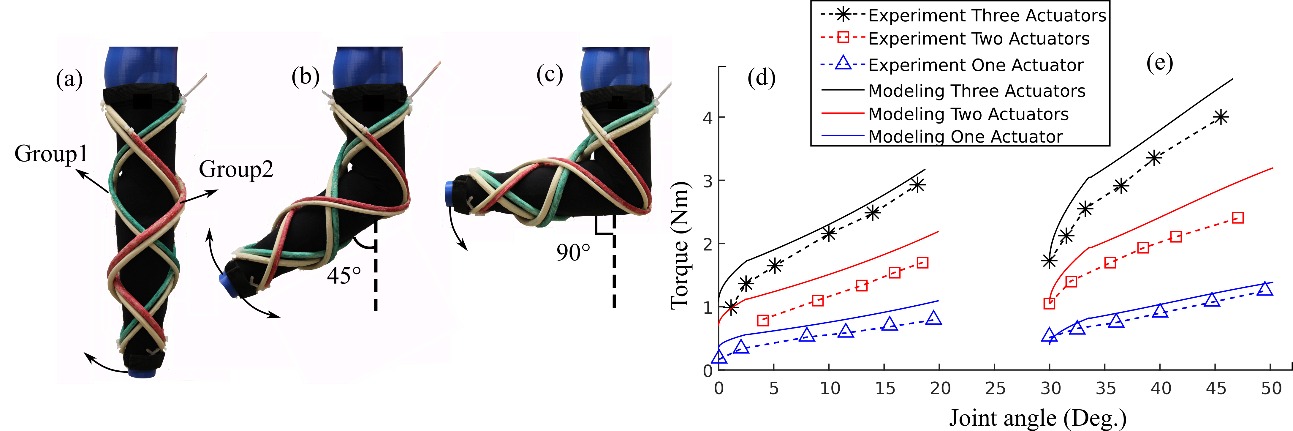 (a)
(b)
(c)
Group1
Group2
45°
90°
Experiment Three Actuators
Experiment Two Actuators
Experiment One Actuator
Modeling Three Actuators
Modeling Two Actuators
Modeling One Actuator
(d)
(e)
Torque (Nm)
4
3
2
1
0
0 5 10 15 20 25 30 35 40 45 50
Joint angle (Deg.)